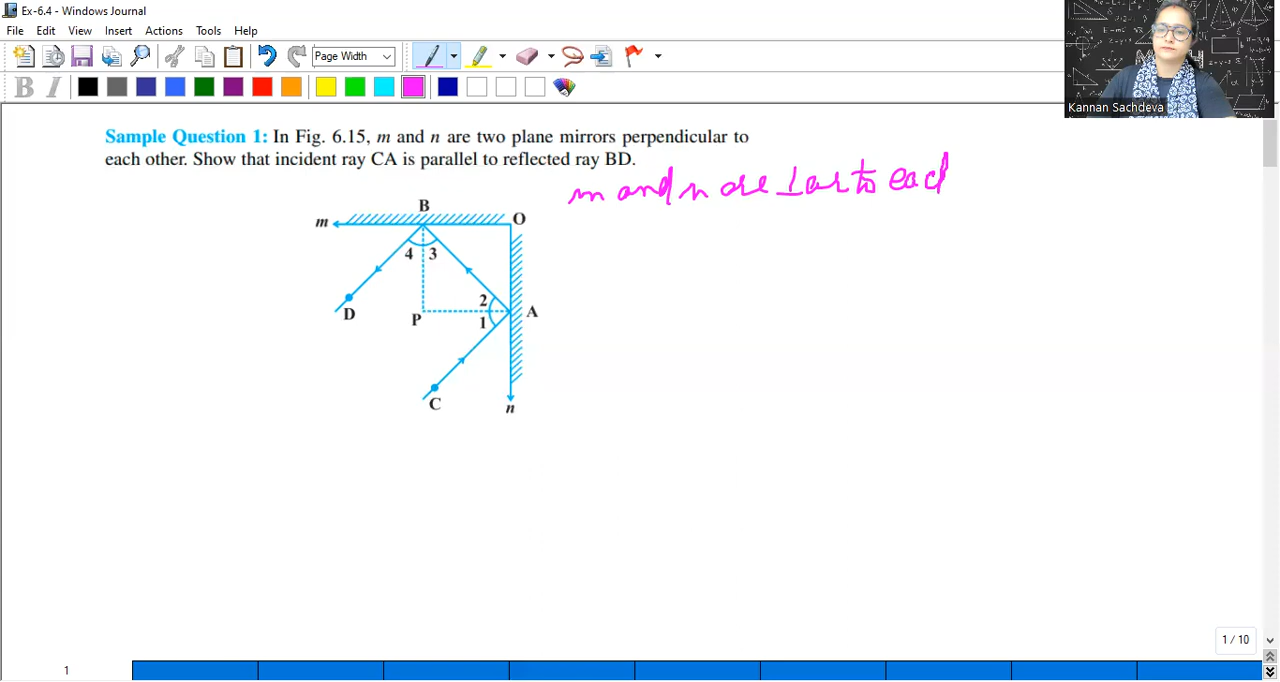 Ex-6.4 - Windows Journal
File Edit View Insert Actions Tools Help
Page Width
B I
Kannan Sachdeva
Sample Question 1: In Fig. 6.15, m and n are two plane mirrors perpendicular to
each other. Show that incident ray CA is parallel to reflected ray BD.
m and n are ⊥ar to each
B
m O
4 3
2
D P A
1
C
n
1 / 10
1